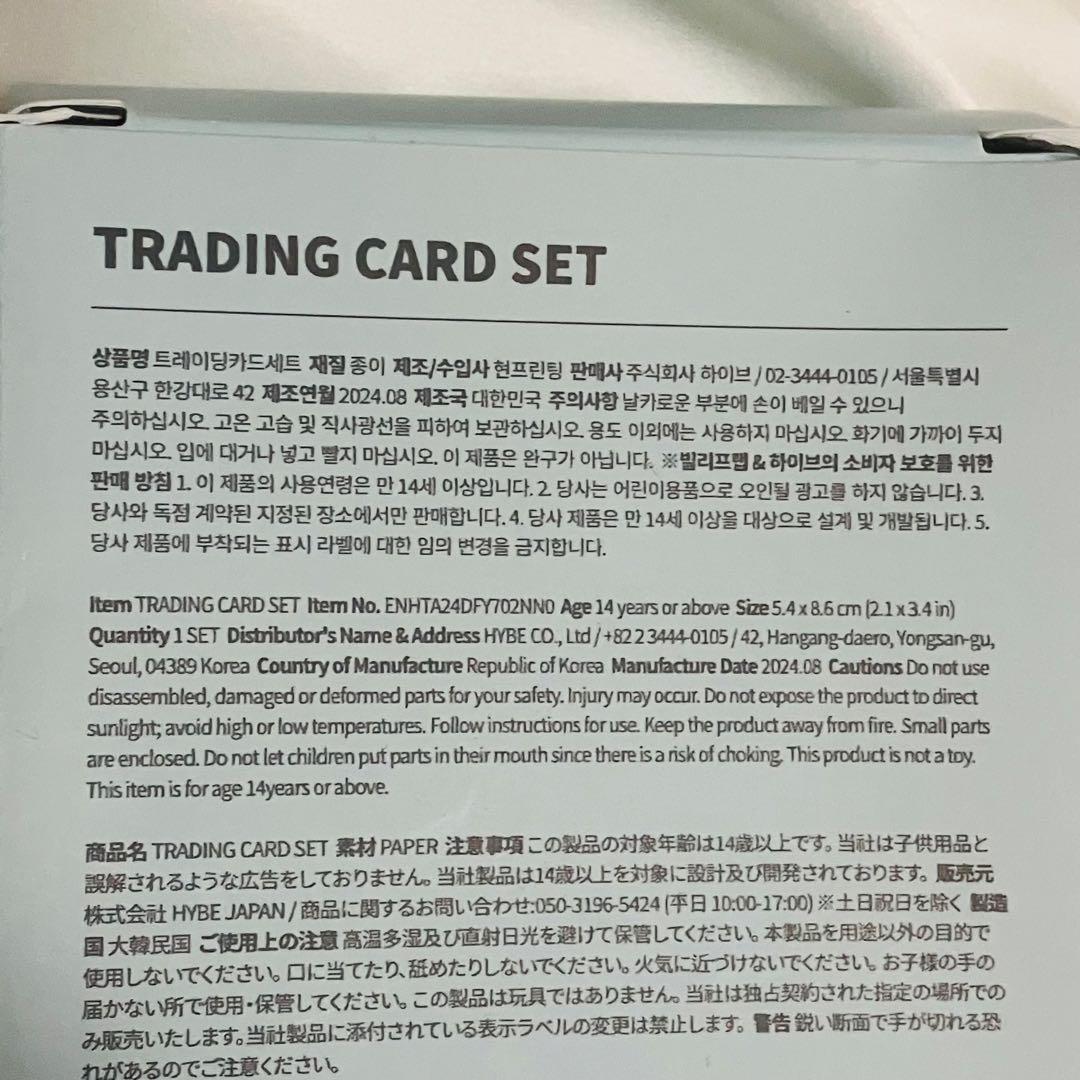 TRADING CARD SET
상품명 트레이딩카드세트 재질 종이 제조/수입사 현프린팅 판매사 주식회사 하이브 / 02-3444-0105 / 서울특별시
용산구 한강대로 42 제조연월 2024.08 제조국 대한민국 주의사항 날카로운 부분에 손이 베일 수 있으니
주의하십시오. 고온 고습 및 직사광선을 피하여 보관하십시오. 용도 이외에는 사용하지 마십시오. 화기에 가까이 두지
마십시오. 입에 대거나 넣고 빨지 마십시오. 이 제품은 완구가 아닙니다. ※빌리프랩 & 하이브의 소비자 보호를 위한
판매 방침 1. 이 제품의 사용연령은 만 14세 이상입니다. 2. 당사는 어린이용품으로 오인될 광고를 하지 않습니다. 3.
당사와 독점 계약된 지정된 장소에서만 판매합니다. 4. 당사 제품은 만 14세 이상을 대상으로 설계 및 개발됩니다. 5.
당사 제품에 부착되는 표시 라벨에 대한 임의 변경을 금지합니다.
Item TRADING CARD SET Item No. ENHTA24DFY702NN0 Age 14 years or above Size 5.4 x 8.6 cm (2.1 x 3.4 in)
Quantity 1 SET Distributor's Name & Address HYBE CO., Ltd / +82 2 3444-0105 / 42, Hangang-daero, Yongsan-gu,
Seoul, 04389 Korea Country of Manufacture Republic of Korea Manufacture Date 2024.08 Cautions Do not use
disassembled, damaged or deformed parts for your safety. Injury may occur. Do not expose the product to direct
sunlight; avoid high or low temperatures. Follow instructions for use. Keep the product away from fire. Small parts
are enclosed. Do not let children put parts in their mouth since there is a risk of choking. This product is not a toy.
This item is for age 14years or above.
商品名 TRADING CARD SET 素材 PAPER 注意事項 この製品の対象年齢は14歳以上です。当社は子供用品と
誤解されるような広告をしておりません。当社製品は14歳以上を対象に設計及び開発されております。 販売元
株式会社 HYBE JAPAN / 商品に関するお問い合わせ:050-3196-5424 (平日 10:00-17:00) ※土日祝日を除く 製造
国 大韓民国 ご使用上の注意 高温多湿及び直射日光を避けて保管してください。本製品を用途以外の目的で
使用しないでください。口に当てたり、舐めたりしないでください。火気に近づけないでください。お子様の手の
届かない所で使用・保管してください。この製品は玩具ではありません。当社は独占契約された指定の場所での
み販売いたします。当社製品に添付されている表示ラベルの変更は禁止します。 警告 鋭い断面で手が切れる恐
れがあるのでご注意ください。